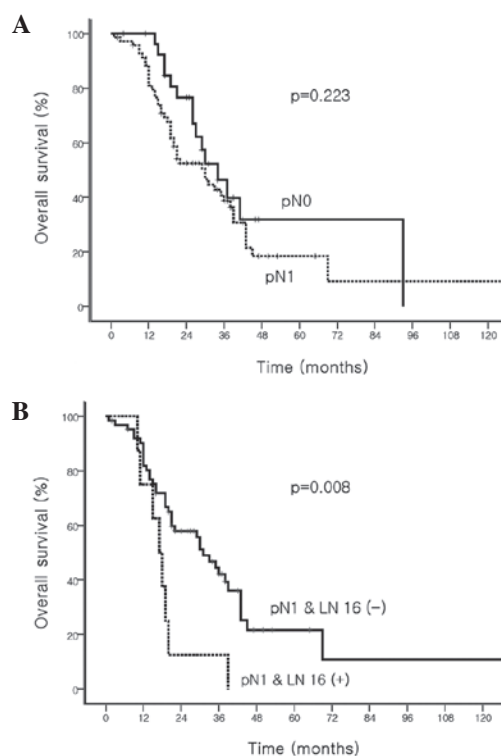 A
100
80
60
40
20
0
Overall survival (%)
p=0.223
pN0
pN1
0 12 24 36 48 60 72 84 96 108 120
Time (months)
B
100
80
60
40
20
0
Overall survival (%)
p=0.008
pN1 & LN 16 (−)
pN1 & LN 16 (+)
0 12 24 36 48 60 72 84 96 108 120
Time (months)